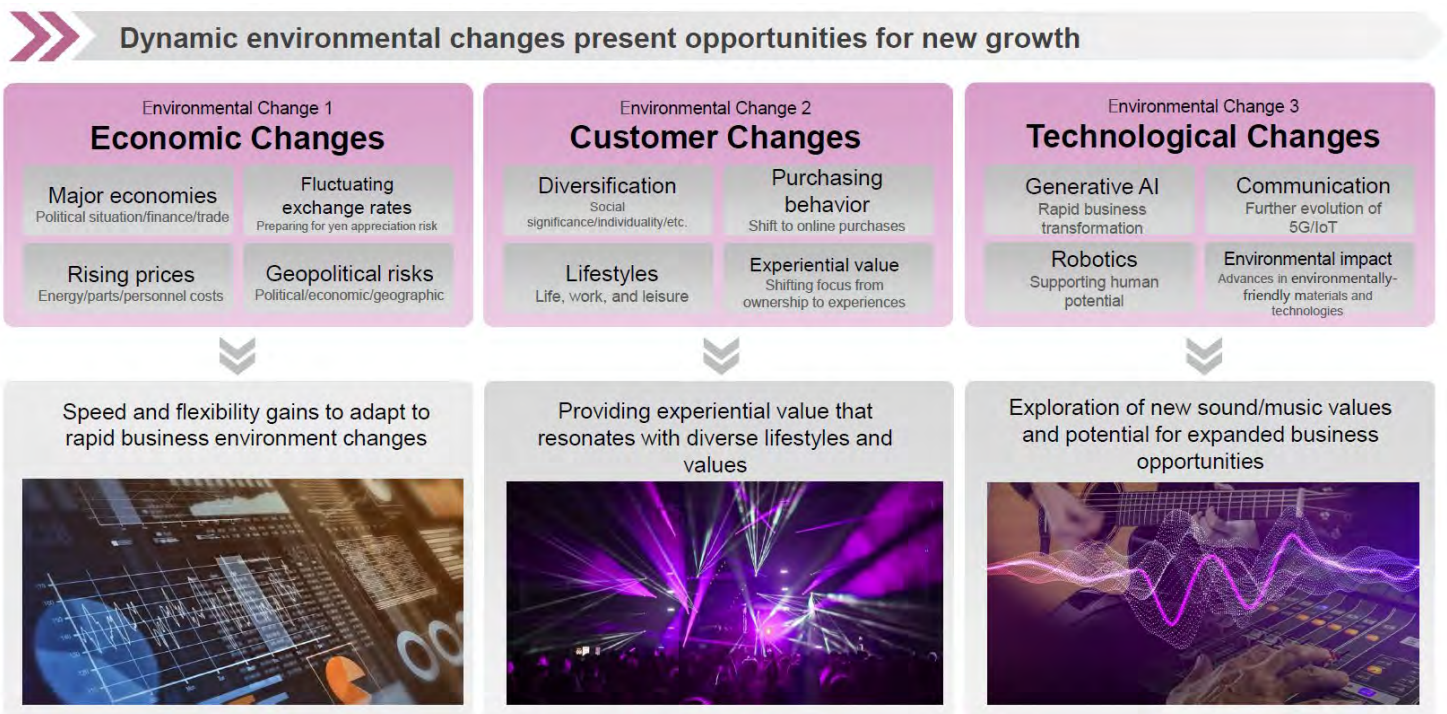 Dynamic environmental changes present opportunities for new growth
Environmental Change 1
Economic Changes
Major economies
Political situation/finance/trade
Fluctuating
exchange rates
Preparing for yen appreciation risk
Rising prices
Energy/parts/personnel costs
Geopolitical risks
Political/economic/geographic
Environmental Change 2
Customer Changes
Diversification
Social
significance/individuality/etc.
Purchasing
behavior
Shift to online purchases
Lifestyles
Life, work, and leisure
Experiential value
Shifting focus from
ownership to experiences
Environmental Change 3
Technological Changes
Generative AI
Rapid business
transformation
Communication
Further evolution of
5G/IoT
Robotics
Supporting human
potential
Environmental impact
Advances in environmentally-
friendly materials and
technologies
Speed and flexibility gains to adapt to
rapid business environment changes
Providing experiential value that
resonates with diverse lifestyles and
values
Exploration of new sound/music values
and potential for expanded business
opportunities